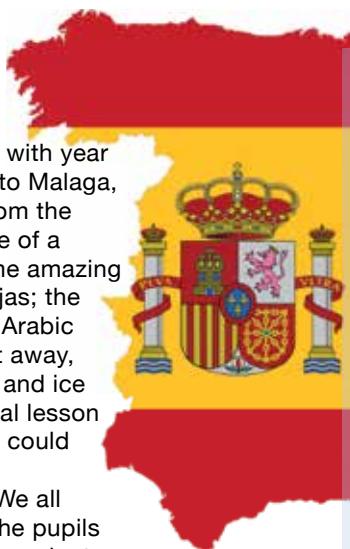 with year
to Malaga,
om the
e of a
ne amazing
jas; the
Arabic
t away,
and ice
al lesson
could
We all
he pupils